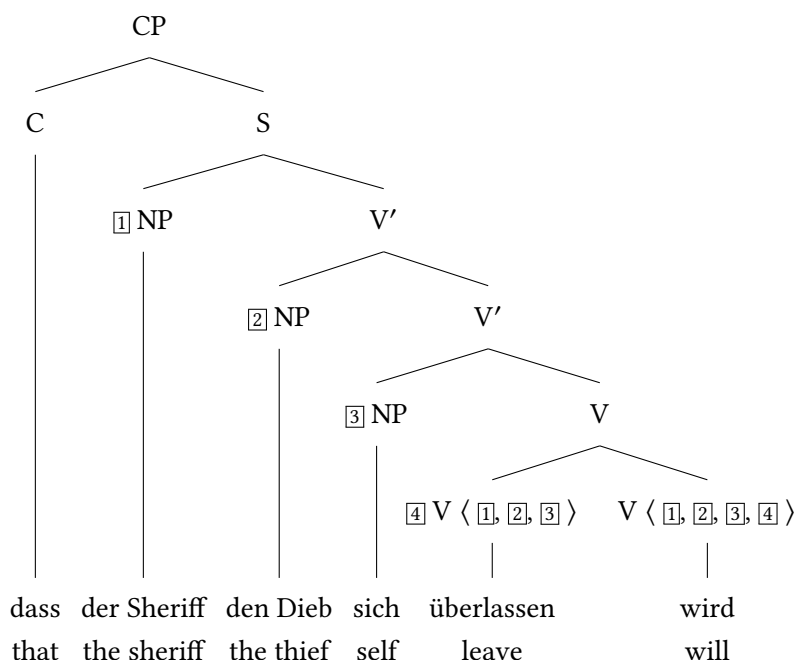 CP
C S
1 NP V′
2 NP V′
3 NP V
4 V ⟨ 1, 2, 3 ⟩ V ⟨ 1, 2, 3, 4 ⟩
dass der Sheriff den Dieb sich überlassen wird
that the sheriff the thief self leave will